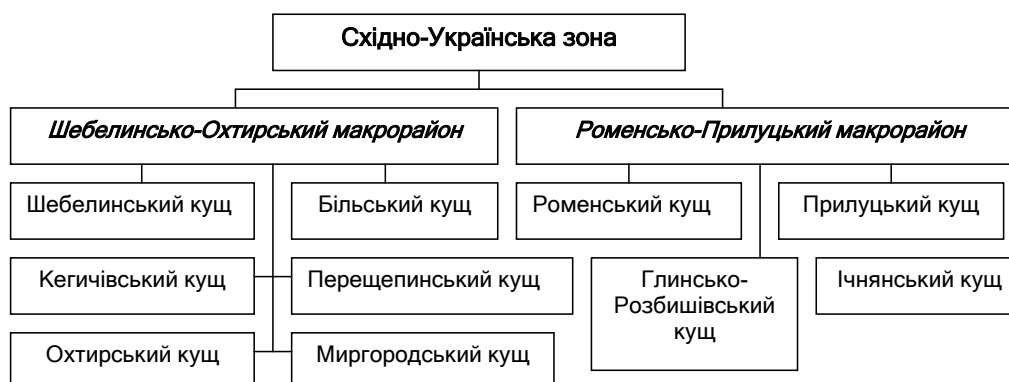 Східно-Українська зона
Шебелинсько-Охтирський макрорайон
Роменсько-Прилуцький макрорайон
Шебелинський кущ
Більський кущ
Роменський кущ
Прилуцький кущ
Кегичівський кущ
Перещепинський кущ
Глинсько-
Розбишівський
кущ
Ічнянський кущ
Охтирський кущ
Миргородський кущ